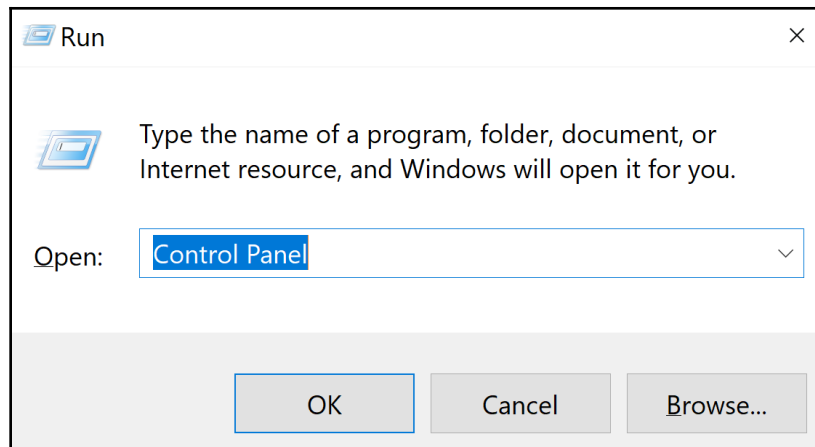 Run
Type the name of a program, folder, document, or
Internet resource, and Windows will open it for you.
Open:
Control Panel
OK
Cancel
Browse...